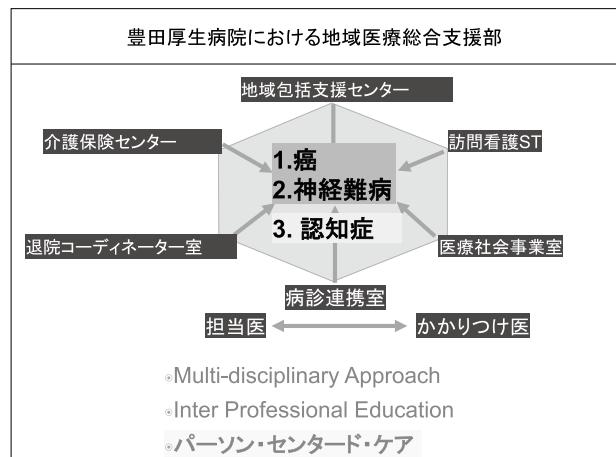 豊田厚生病院における地域医療総合支援部
地域包括支援センター
介護保険センター
訪問看護ST
1.癌
2.神経難病
3. 認知症
退院コーディネーター室
医療社会事業室
病診連携室
担当医
かかりつけ医
Multi-disciplinary Approach
Inter Professional Education
パーソン・センタード・ケア